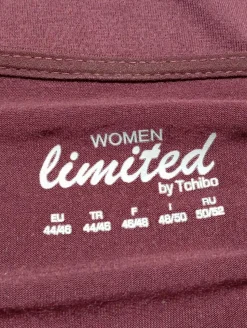 WOMEN
limited
by Tchibo
EU TR F I RU
44/46 44/46 46/48 48/50 50/52